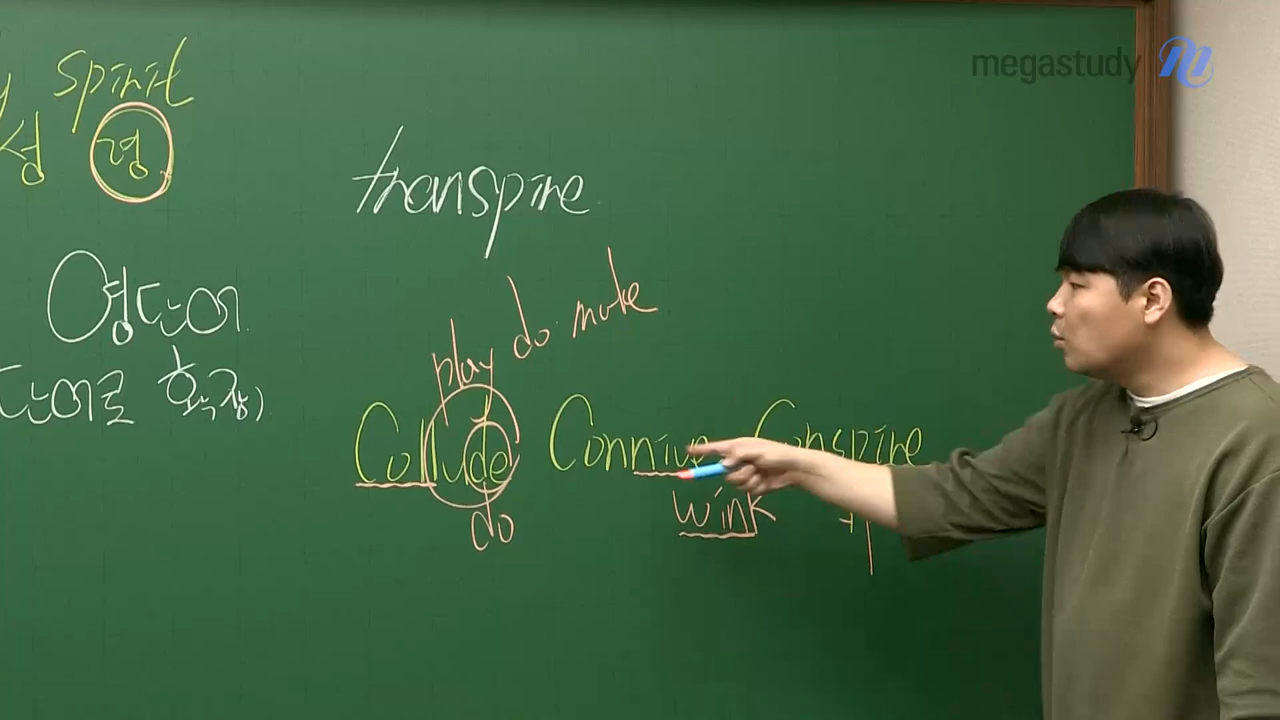 megastudy
spirit
성 령
transpire
영단어
단어로 확장)
play do make
Collude Connive Conspire
do wink